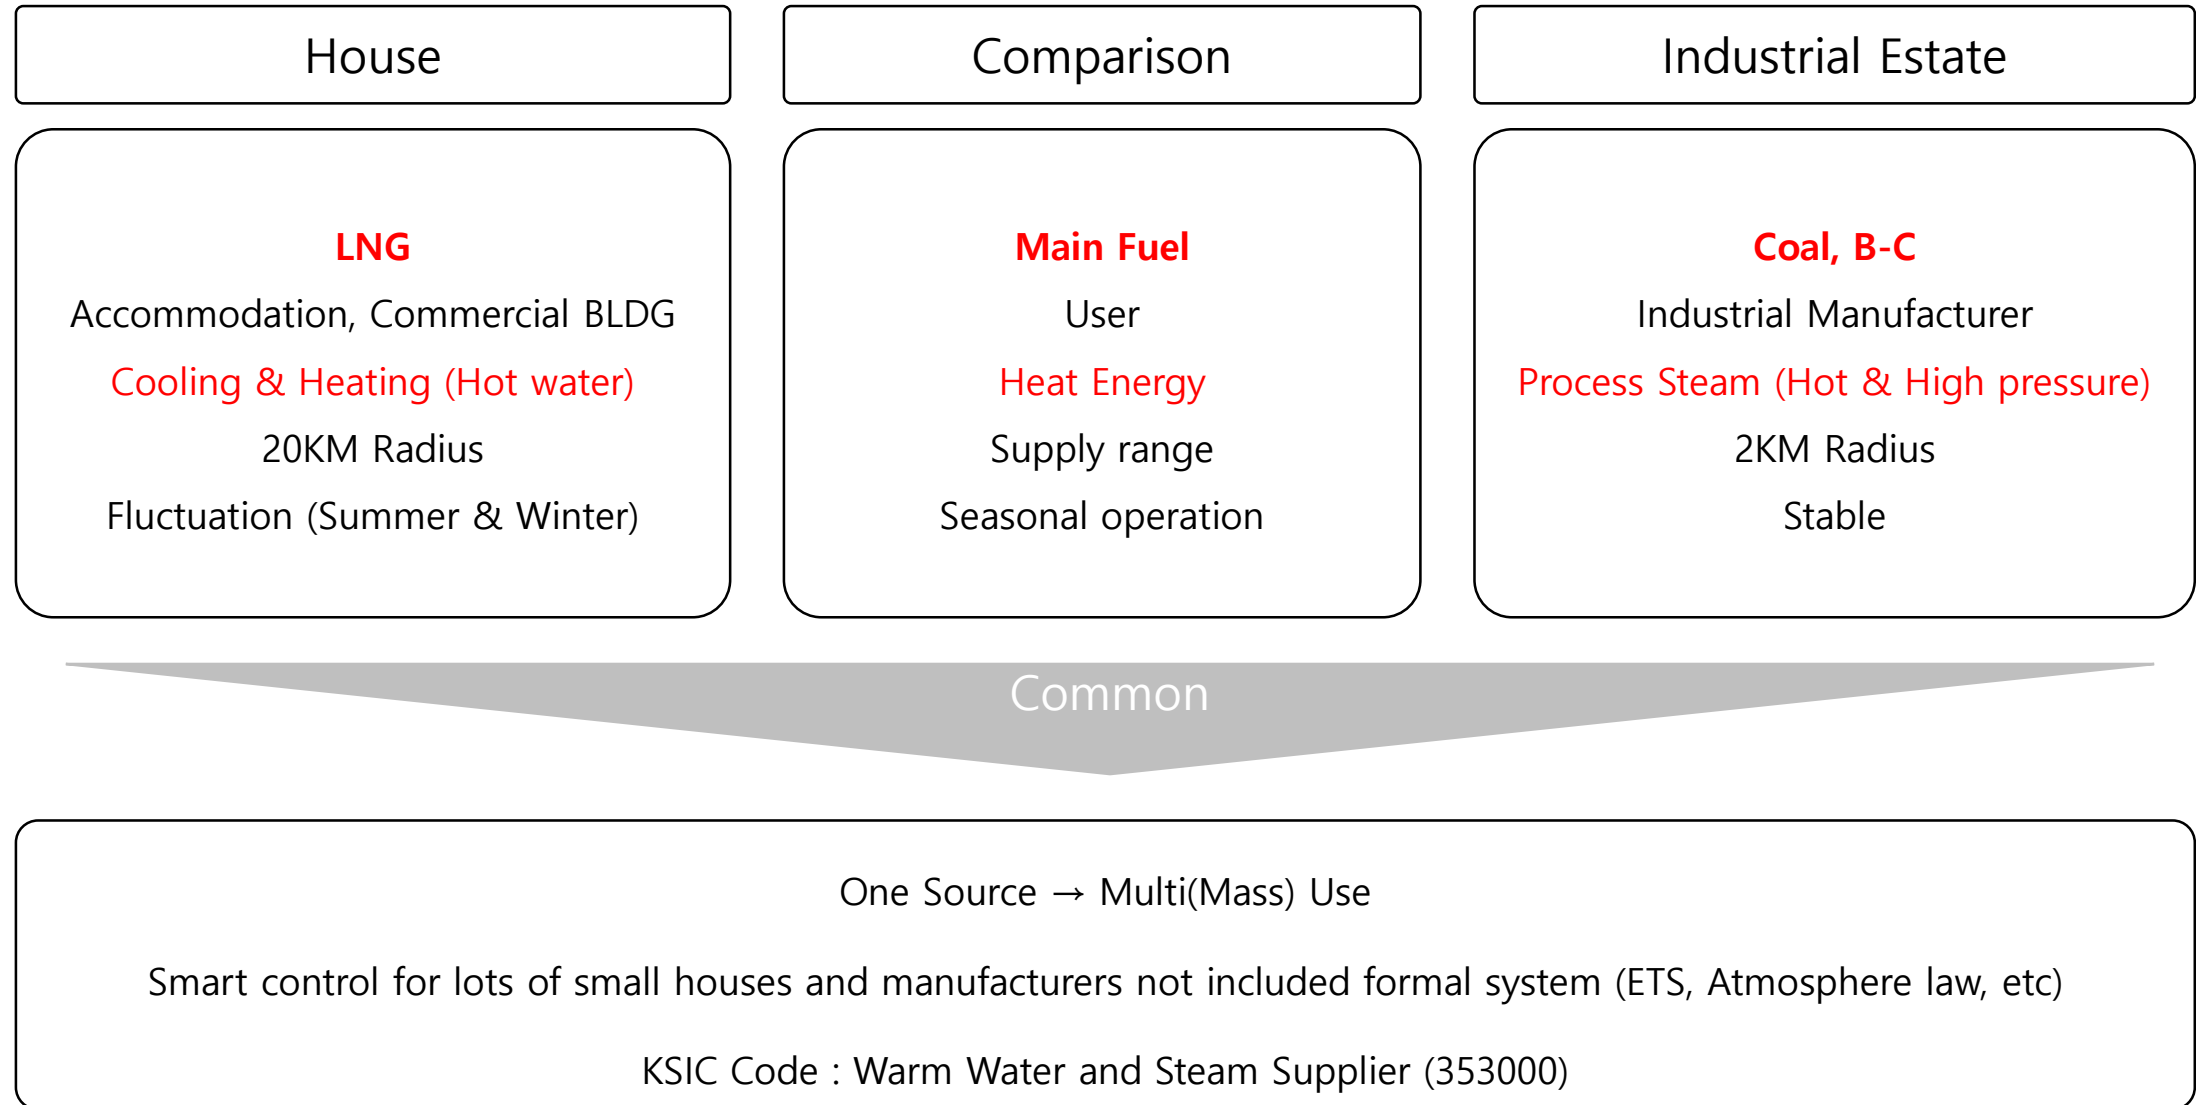 House
Comparison
Industrial Estate
LNG
Accommodation, Commercial BLDG
Cooling & Heating (Hot water)
20KM Radius
Fluctuation (Summer & Winter)
Main Fuel
User
Heat Energy
Supply range
Seasonal operation
Coal, B-C
Industrial Manufacturer
Process Steam (Hot & High pressure)
2KM Radius
Stable
Common
One Source → Multi(Mass) Use
Smart control for lots of small houses and manufacturers not included formal system (ETS, Atmosphere law, etc)
KSIC Code : Warm Water and Steam Supplier (353000)